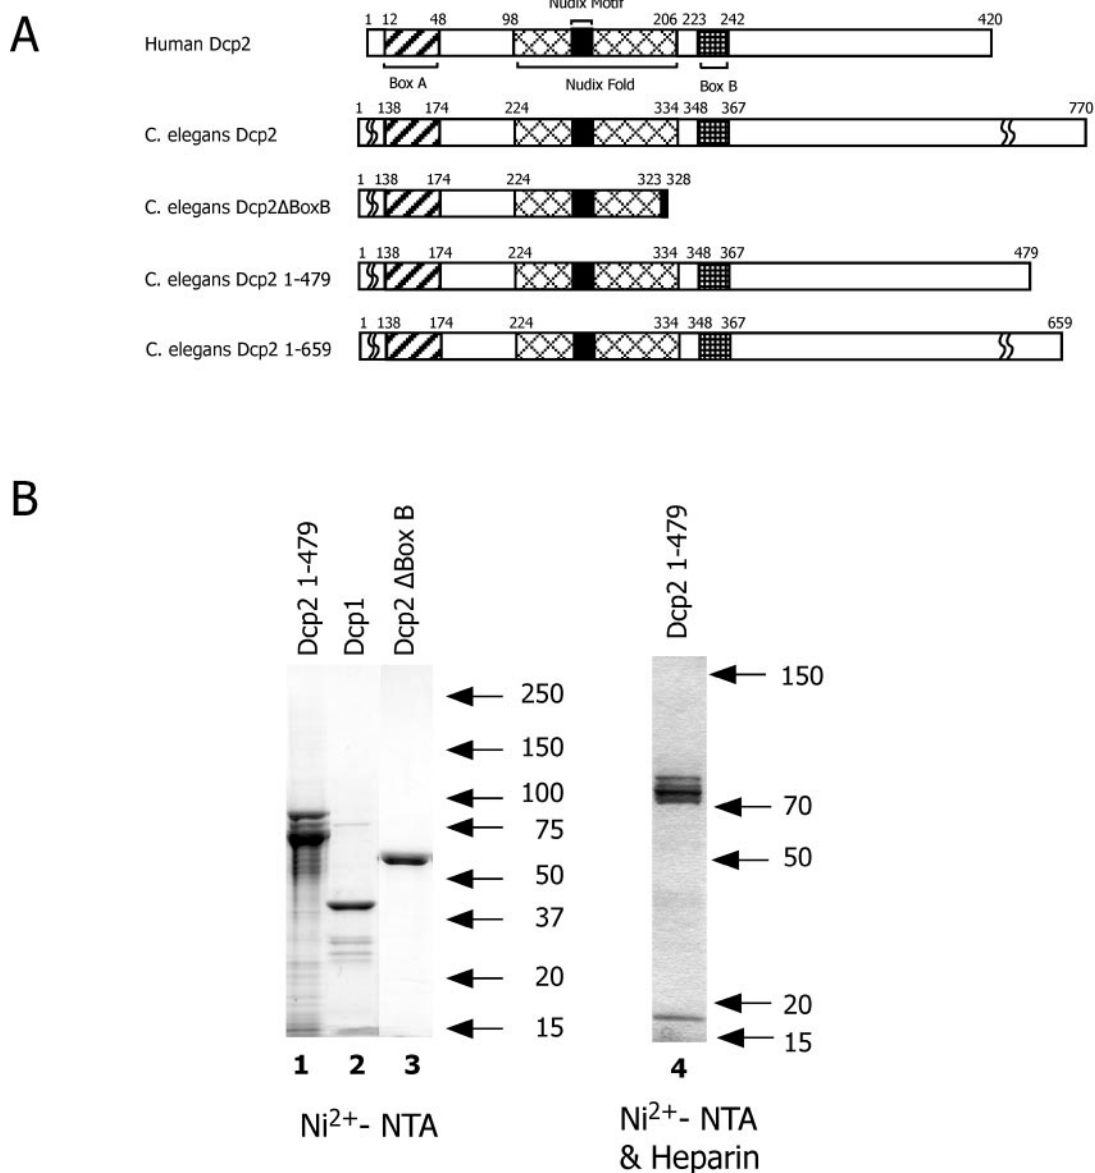 A
Nudix Motif
1 12 48 98 206 223 242 420
Human Dcp2
Box A Nudix Fold Box B
1 138 174 224 334 348 367 770
C. elegans Dcp2
1 138 174 224 323 328
C. elegans Dcp2ΔBoxB
1 138 174 224 334 348 367 479
C. elegans Dcp2 1-479
1 138 174 224 334 348 367 659
C. elegans Dcp2 1-659
B
Dcp2 1-479
Dcp1
Dcp2 ΔBox B
250
150
100
75
50
37
20
15
1 2 3
Ni2+- NTA
Dcp2 1-479
150
70
50
20
15
4
Ni2+- NTA
& Heparin